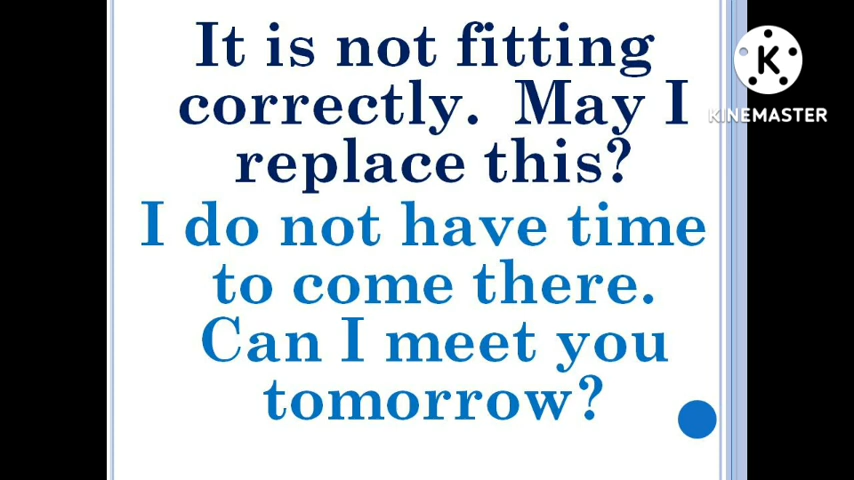 It is not fitting
correctly.  May I
replace this?
I do not have time
to come there.
Can I meet you
tomorrow?
K
KINEMASTER